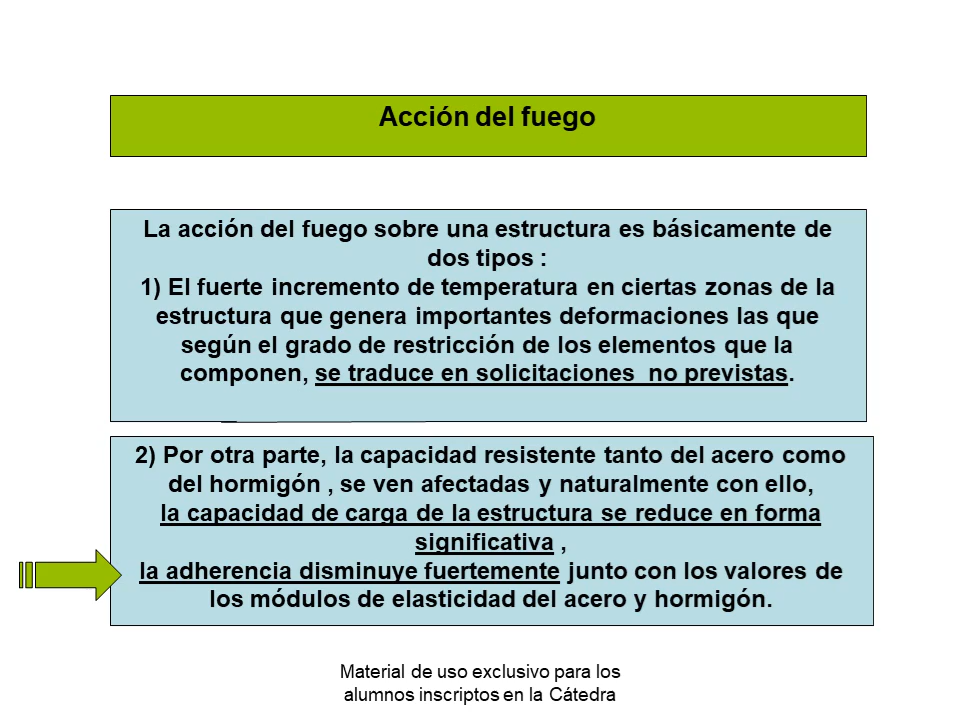 Acción del fuego
La acción del fuego sobre una estructura es básicamente de
dos tipos :
1) El fuerte incremento de temperatura en ciertas zonas de la
estructura que genera importantes deformaciones las que
según el grado de restricción de los elementos que la
componen, se traduce en solicitaciones  no previstas.
2) Por otra parte, la capacidad resistente tanto del acero como
del hormigón , se ven afectadas y naturalmente con ello,
la capacidad de carga de la estructura se reduce en forma
significativa ,
la adherencia disminuye fuertemente junto con los valores de
los módulos de elasticidad del acero y hormigón.
Material de uso exclusivo para los
alumnos inscriptos en la Cátedra